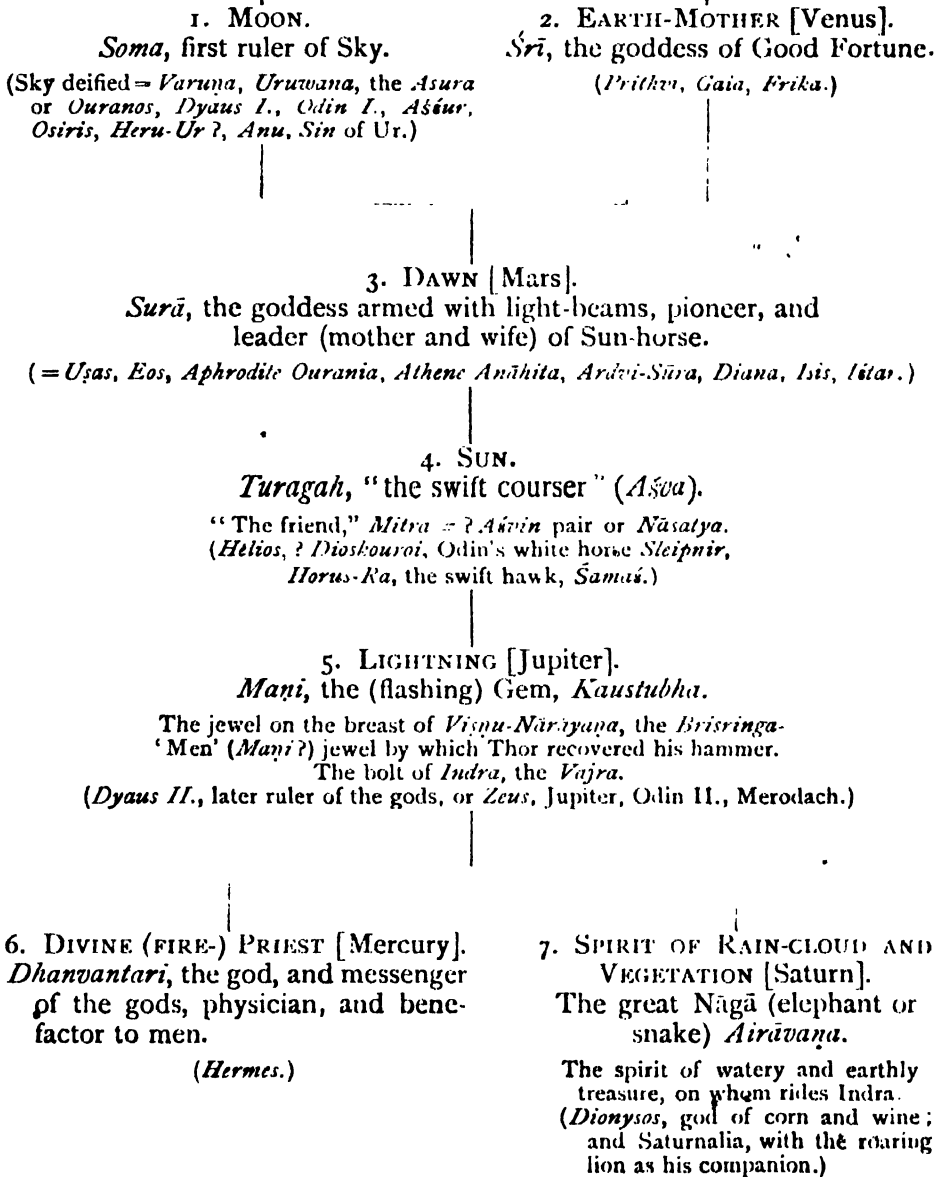 1. MOON.
Soma, first ruler of Sky.
(Sky deified = Varuṇa, Uruwana, the Asura
or Ouranos, Dyaus I., Odin I., Aśśur,
Osiris, Heru-Ur ?, Anu, Sin of Ur.)
2. EARTH-MOTHER [Venus].
Śrī, the goddess of Good Fortune.
(Prithvi, Gaia, Frika.)
3. DAWN [Mars].
Surā, the goddess armed with light-beams, pioneer, and
leader (mother and wife) of Sun-horse.
(= Uṣas, Eos, Aphrodite Ourania, Athene Anāhita, Ardvi-Sūra, Diana, Isis, Iśtar.)
4. SUN.
Turagah, “the swift courser” (Aśva).
“The friend,” Mitra = ? Aśvin pair or Nāsatya.
(Helios, ? Dioskouroi, Odin's white horse Sleipnir,
Horus-Ra, the swift hawk, Śamaś.)
5. LIGHTNING [Jupiter].
Maṇi, the (flashing) Gem, Kaustubha.
The jewel on the breast of Viṣṇu-Nārāyaṇa, the Brisringa-
‘Men’ (Maṇi?) jewel by which Thor recovered his hammer.
The bolt of Indra, the Vajra.
(Dyaus II., later ruler of the gods, or Zeus, Jupiter, Odin II., Merodach.)
6. DIVINE (FIRE-) PRIEST [Mercury].
Dhanvantari, the god, and messenger
of the gods, physician, and bene-
factor to men.
(Hermes.)
7. SPIRIT OF RAIN-CLOUD AND
VEGETATION [Saturn].
The great Nāgā (elephant or
snake) Airāvaṇa.
The spirit of watery and earthly
treasure, on whom rides Indra.
(Dionysos, god of corn and wine;
and Saturnalia, with the roaring
lion as his companion.)